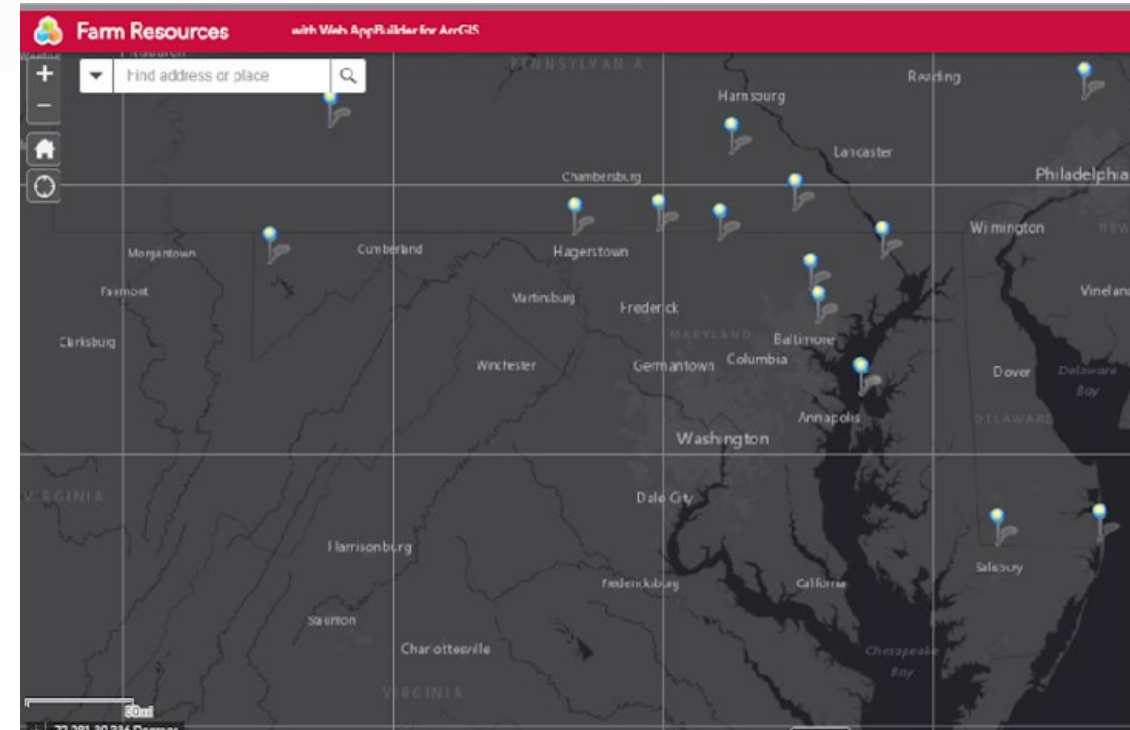 Farm Resources with Web AppBuilder for ArcGIS
Find address or place
PENNSYLVANIA
Reading
Harrisburg
Lancaster
Chambersburg
Philadelphia
Wilmington
Morgantown
Cumberland
Hagerstown
Fairmont
Martinsburg
Frederick
Vineland
Clarksburg
MARYLAND
Baltimore
Winchester
Germantown
Columbia
Dover
Delaware
Bay
Annapolis
DELAWARE
Washington
Dale City
Harrisonburg
Salisbury
Fredericksburg
California
Staunton
Charlottesville
Chesapeake
Bay
VIRGINIA
50mi